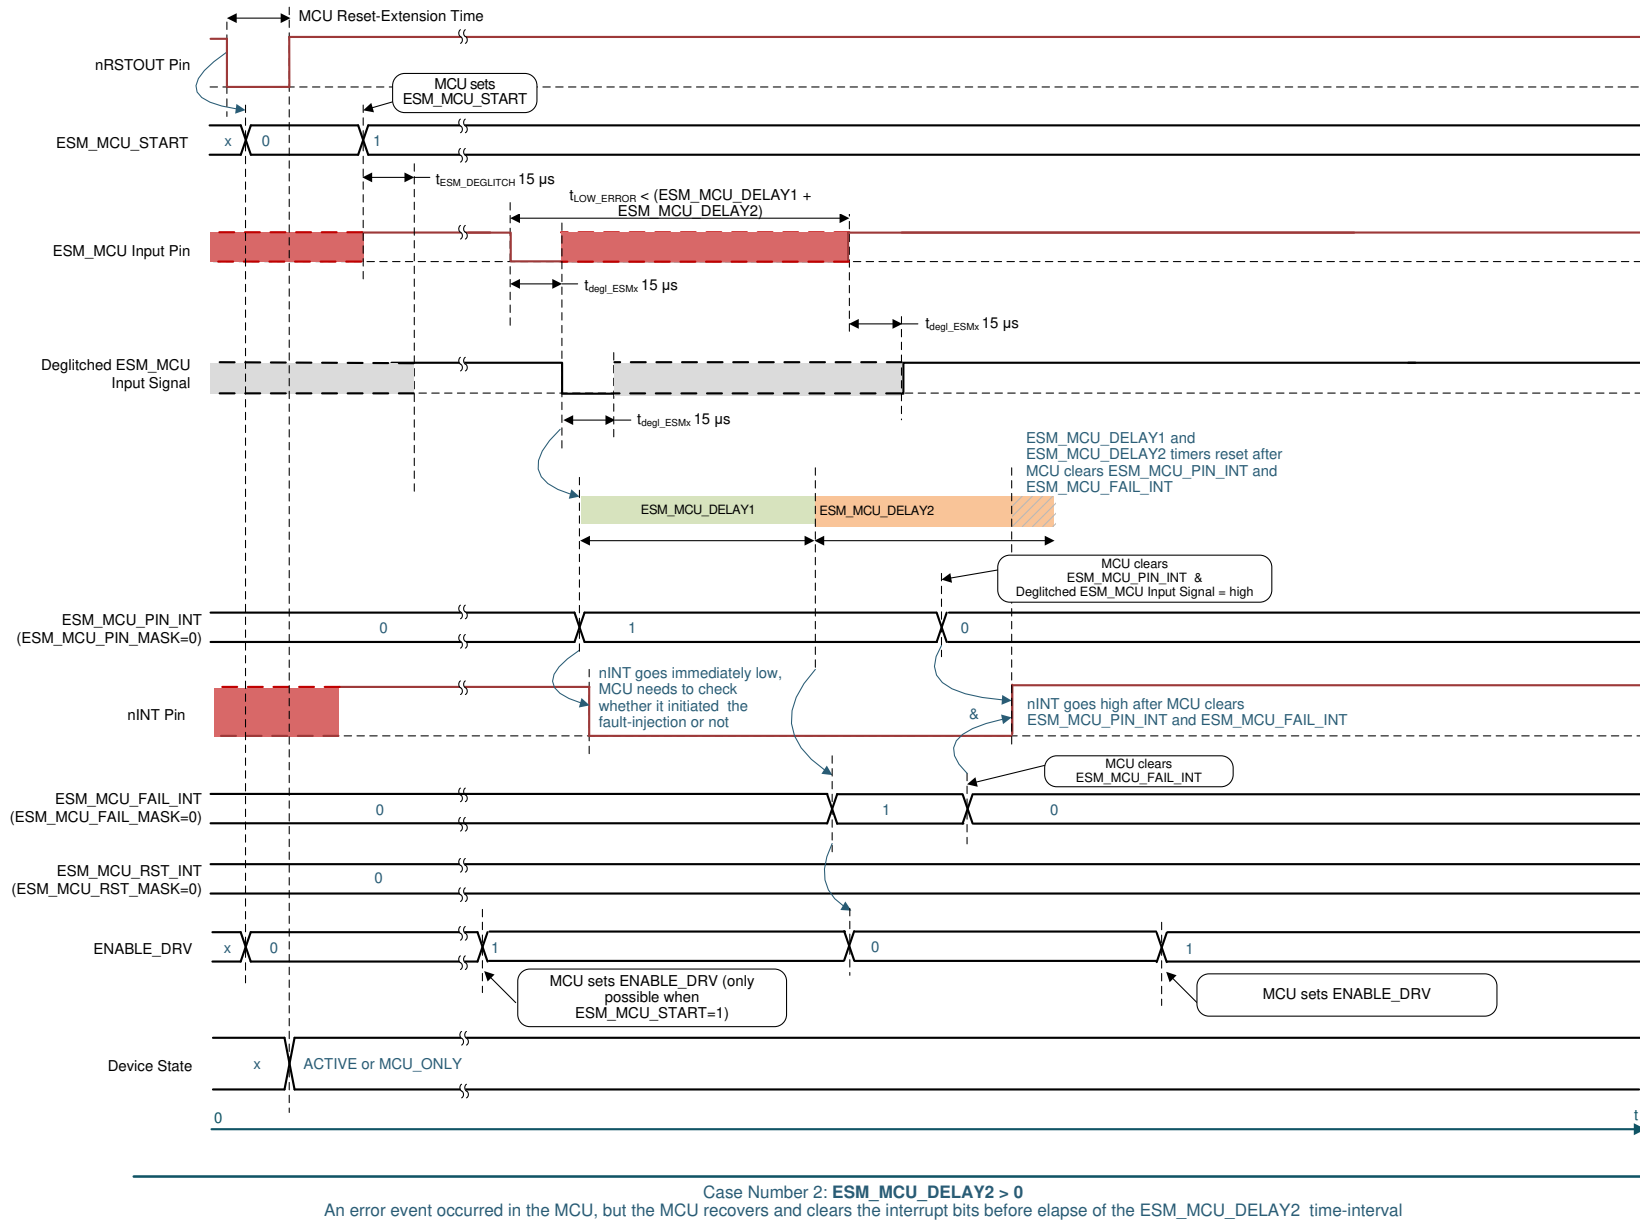 MCU Reset-Extension Time
nRSTOUT Pin
MCU sets
ESM_MCU_START
ESM_MCU_START
x
0
1
tESM_DEGLITCH 15 µs
tLOW_ERROR < (ESM_MCU_DELAY1 +
ESM_MCU_DELAY2)
ESM_MCU Input Pin
tdegl_ESMx 15 µs
tdegl_ESMx 15 µs
Deglitched ESM_MCU
Input Signal
tdegl_ESMx 15 µs
ESM_MCU_DELAY1 and
ESM_MCU_DELAY2 timers reset after
MCU clears ESM_MCU_PIN_INT and
ESM_MCU_FAIL_INT
ESM_MCU_DELAY1
ESM_MCU_DELAY2
MCU clears
ESM_MCU_PIN_INT &
Deglitched ESM_MCU Input Signal = high
ESM_MCU_PIN_INT
(ESM_MCU_PIN_MASK=0)
0
1
0
nINT goes immediately low,
MCU needs to check
whether it initiated the
fault-injection or not
nINT Pin
&
nINT goes high after MCU clears
ESM_MCU_PIN_INT and ESM_MCU_FAIL_INT
MCU clears
ESM_MCU_FAIL_INT
ESM_MCU_FAIL_INT
(ESM_MCU_FAIL_MASK=0)
0
1
0
ESM_MCU_RST_INT
(ESM_MCU_RST_MASK=0)
0
ENABLE_DRV
x
0
1
0
1
MCU sets ENABLE_DRV (only
possible when
ESM_MCU_START=1)
MCU sets ENABLE_DRV
Device State
x
ACTIVE or MCU_ONLY
0
t
Case Number 2: ESM_MCU_DELAY2 > 0
An error event occurred in the MCU, but the MCU recovers and clears the interrupt bits before elapse of the ESM_MCU_DELAY2 time-interval